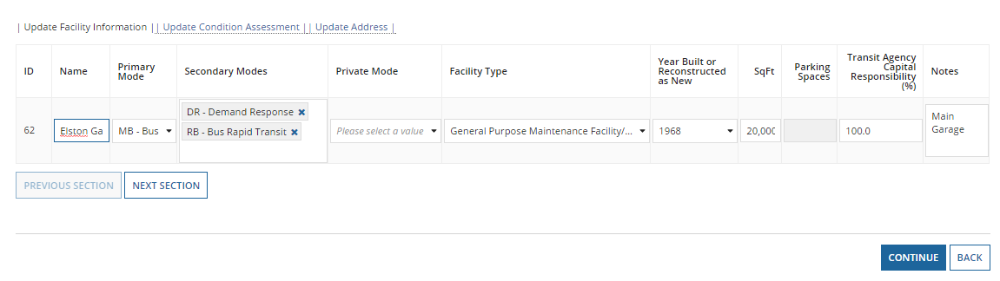 | Update Facility Information || Update Condition Assessment || Update Address |
ID
Name
Primary
Mode
Secondary Modes
Private Mode
Facility Type
Year Built or
Reconstructed
as New
SqFt
Parking
Spaces
Transit Agency
Capital
Responsibility
(%)
Notes
62
Elston Ga
MB - Bus
DR - Demand Response ×
RB - Bus Rapid Transit ×
Please select a value
General Purpose Maintenance Facility/...
1968
20,000
100.0
Main
Garage
PREVIOUS SECTION
NEXT SECTION
CONTINUE
BACK